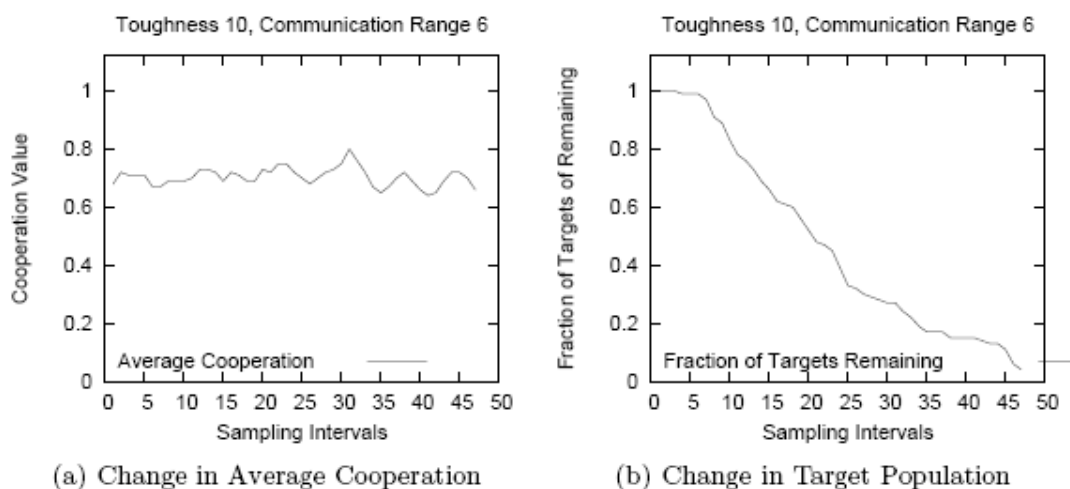 Toughness 10, Communication Range 6
Cooperation Value
1
0.8
0.6
0.4
0.2
0
Average Cooperation
0 5 10 15 20 25 30 35 40 45 50
Sampling Intervals
(a) Change in Average Cooperation
Toughness 10, Communication Range 6
Fraction of Targets of Remaining
1
0.8
0.6
0.4
0.2
0
Fraction of Targets Remaining
0 5 10 15 20 25 30 35 40 45 50
Sampling Intervals
(b) Change in Target Population